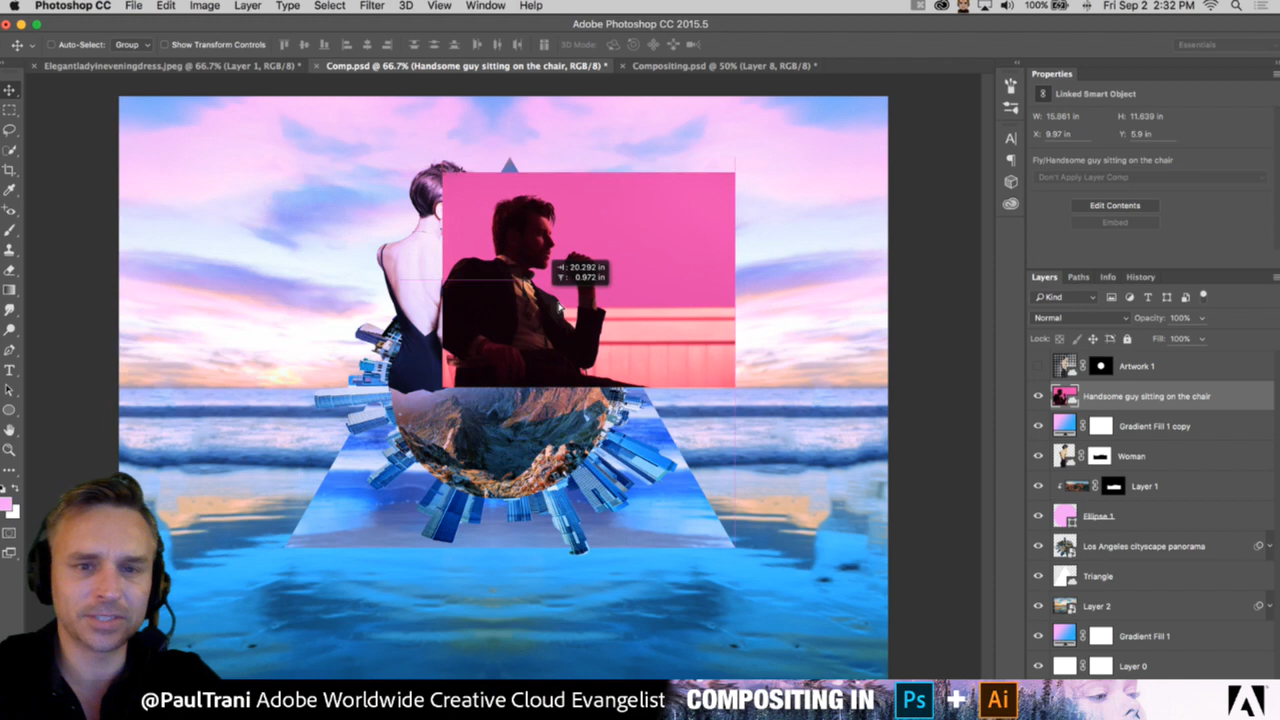 Photoshop CC File Edit Image Layer Type Select Filter 3D View Window Help 100% Fri Sep 2 2:32 PM
Adobe Photoshop CC 2015.5
Auto-Select: Group Show Transform Controls 3D Mode: Essentials
Elegantladyineveningdress.jpeg @ 66.7% (Layer 1, RGB/8) * Comp.psd @ 66.7% (Handsome guy sitting on the chair, RGB/8) * Compositing.psd @ 50% (Layer 8, RGB/8) *
Properties
Linked Smart Object
W: 15.861 in H: 11.639 in
X: 9.97 in Y: 5.9 in
Fly/Handsome guy sitting on the chair
Don't Apply Layer Comp
Edit Contents
Embed
: 20.292 in
: 0.972 in
Layers Paths Info History
Kind
Normal Opacity: 100%
Lock: Fill: 100%
Artwork 1
Handsome guy sitting on the chair
Gradient Fill 1 copy
Woman
Layer 1
Ellipse 1
Los Angeles cityscape panorama
Triangle
Layer 2
Gradient Fill 1
Layer 0
@PaulTrani Adobe Worldwide Creative Cloud Evangelist COMPOSITING IN Ps + Ai